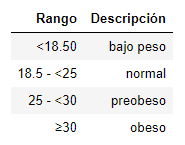 Rango Descripción
<18.50 bajo peso
18.5 - <25 normal
25 - <30 preobeso
≥30 obeso